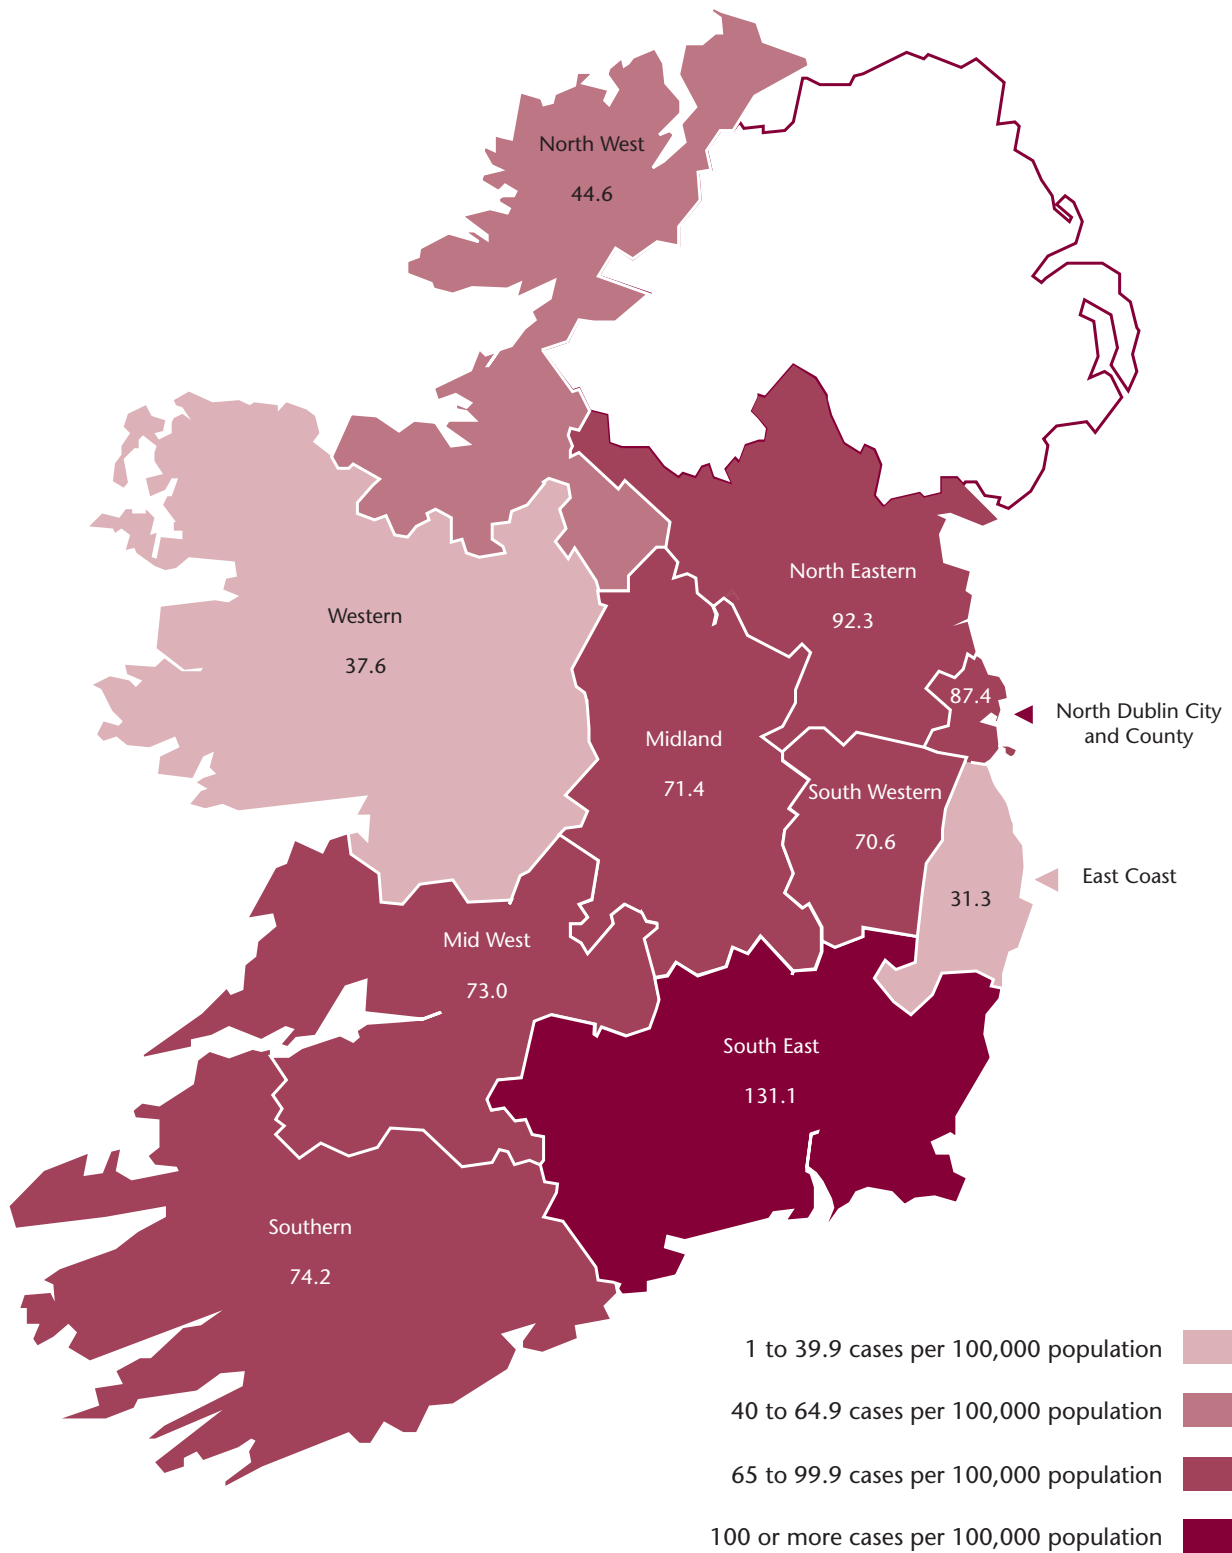 North West
44.6
North Eastern
92.3
Western
37.6
87.4
North Dublin City
and County
Midland
71.4
South Western
70.6
East Coast
31.3
Mid West
73.0
South East
131.1
Southern
74.2
1 to 39.9 cases per 100,000 population
40 to 64.9 cases per 100,000 population
65 to 99.9 cases per 100,000 population
100 or more cases per 100,000 population